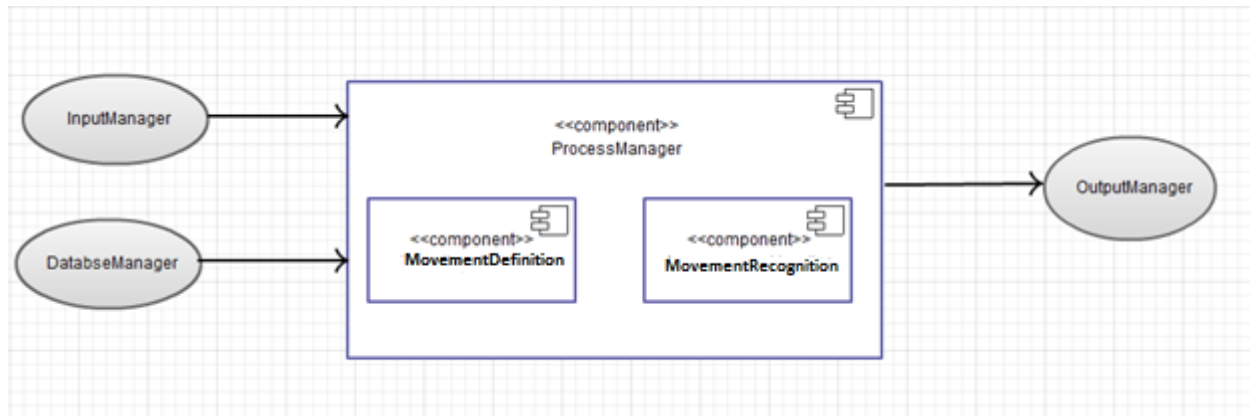 InputManager
<<component>>
ProcessManager
OutputManager
<<component>>
MovementDefinition
<<component>>
MovementRecognition
DatabseManager